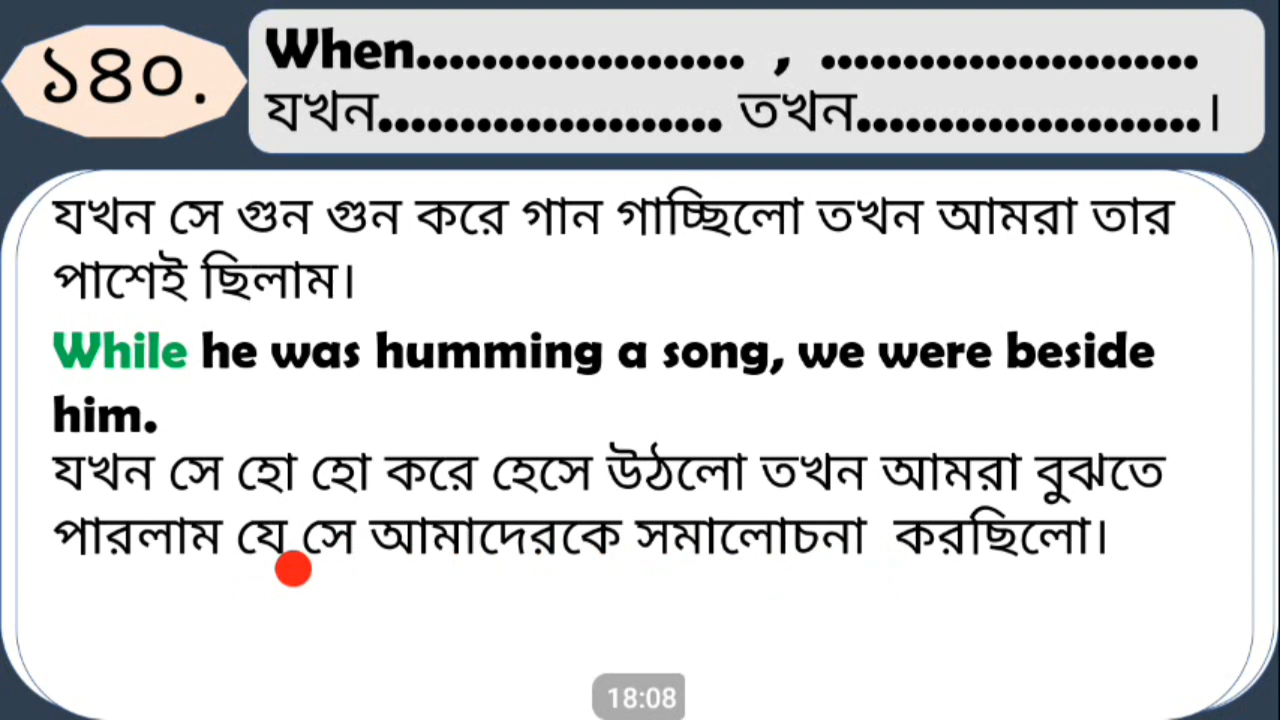 ১৪০.
When..................... , ........................
যখন...................... তখন......................।
যখন সে গুন গুন করে গান গাচ্ছিলো তখন আমরা তার
পাশেই ছিলাম।
While he was humming a song, we were beside
him.
যখন সে হো হো করে হেসে উঠলো তখন আমরা বুঝতে
পারলাম যে সে আমাদেরকে সমালোচনা করছিলো।
18:08